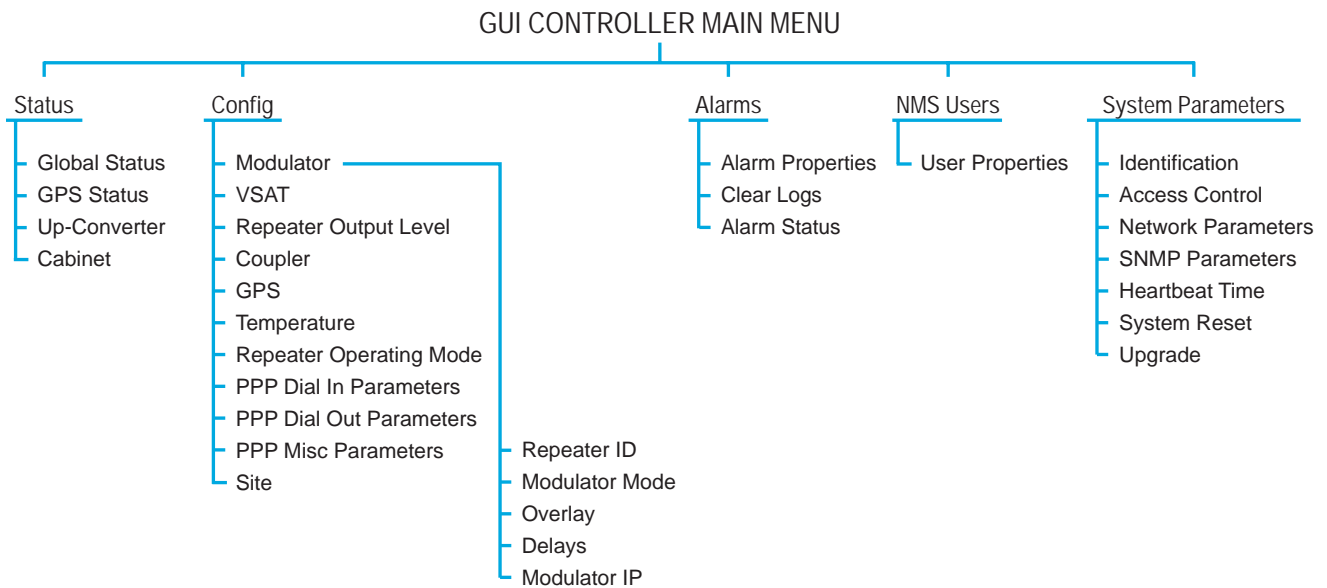 GUI CONTROLLER MAIN MENU
Status
Global Status
GPS Status
Up-Converter
Cabinet
Config
Modulator
VSAT
Repeater Output Level
Coupler
GPS
Temperature
Repeater Operating Mode
PPP Dial In Parameters
PPP Dial Out Parameters
PPP Misc Parameters
Site
Repeater ID
Modulator Mode
Overlay
Delays
Modulator IP
Alarms
Alarm Properties
Clear Logs
Alarm Status
NMS Users
User Properties
System Parameters
Identification
Access Control
Network Parameters
SNMP Parameters
Heartbeat Time
System Reset
Upgrade